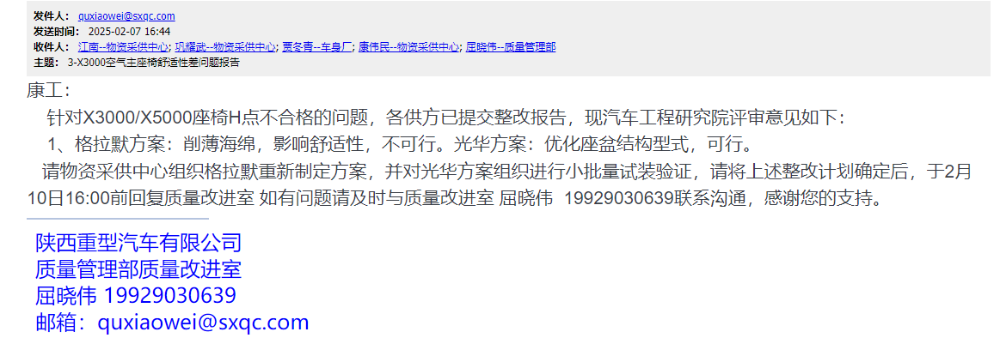 发件人： quxiaowei@sxqc.com
发送时间： 2025-02-07 16:44
收件人： 江南--物资采供中心; 巩耀武--物资采供中心; 贾冬青--车身厂; 康伟民--物资采供中心; 屈晓伟--质量管理部
主题： 3-X3000空气主座椅舒适性差问题报告
康工：
针对X3000/X5000座椅H点不合格的问题，各供方已提交整改报告，现汽车工程研究院评审意见如下：
1、格拉默方案：削薄海绵，影响舒适性，不可行。光华方案：优化座盆结构型式，可行。
请物资采供中心组织格拉默重新制定方案，并对光华方案组织进行小批量试装验证，请将上述整改计划确定后，于2月
10日16:00前回复质量改进室 如有问题请及时与质量改进室 屈晓伟 19929030639联系沟通，感谢您的支持。
陕西重型汽车有限公司
质量管理部质量改进室
屈晓伟 19929030639
邮箱：quxiaowei@sxqc.com